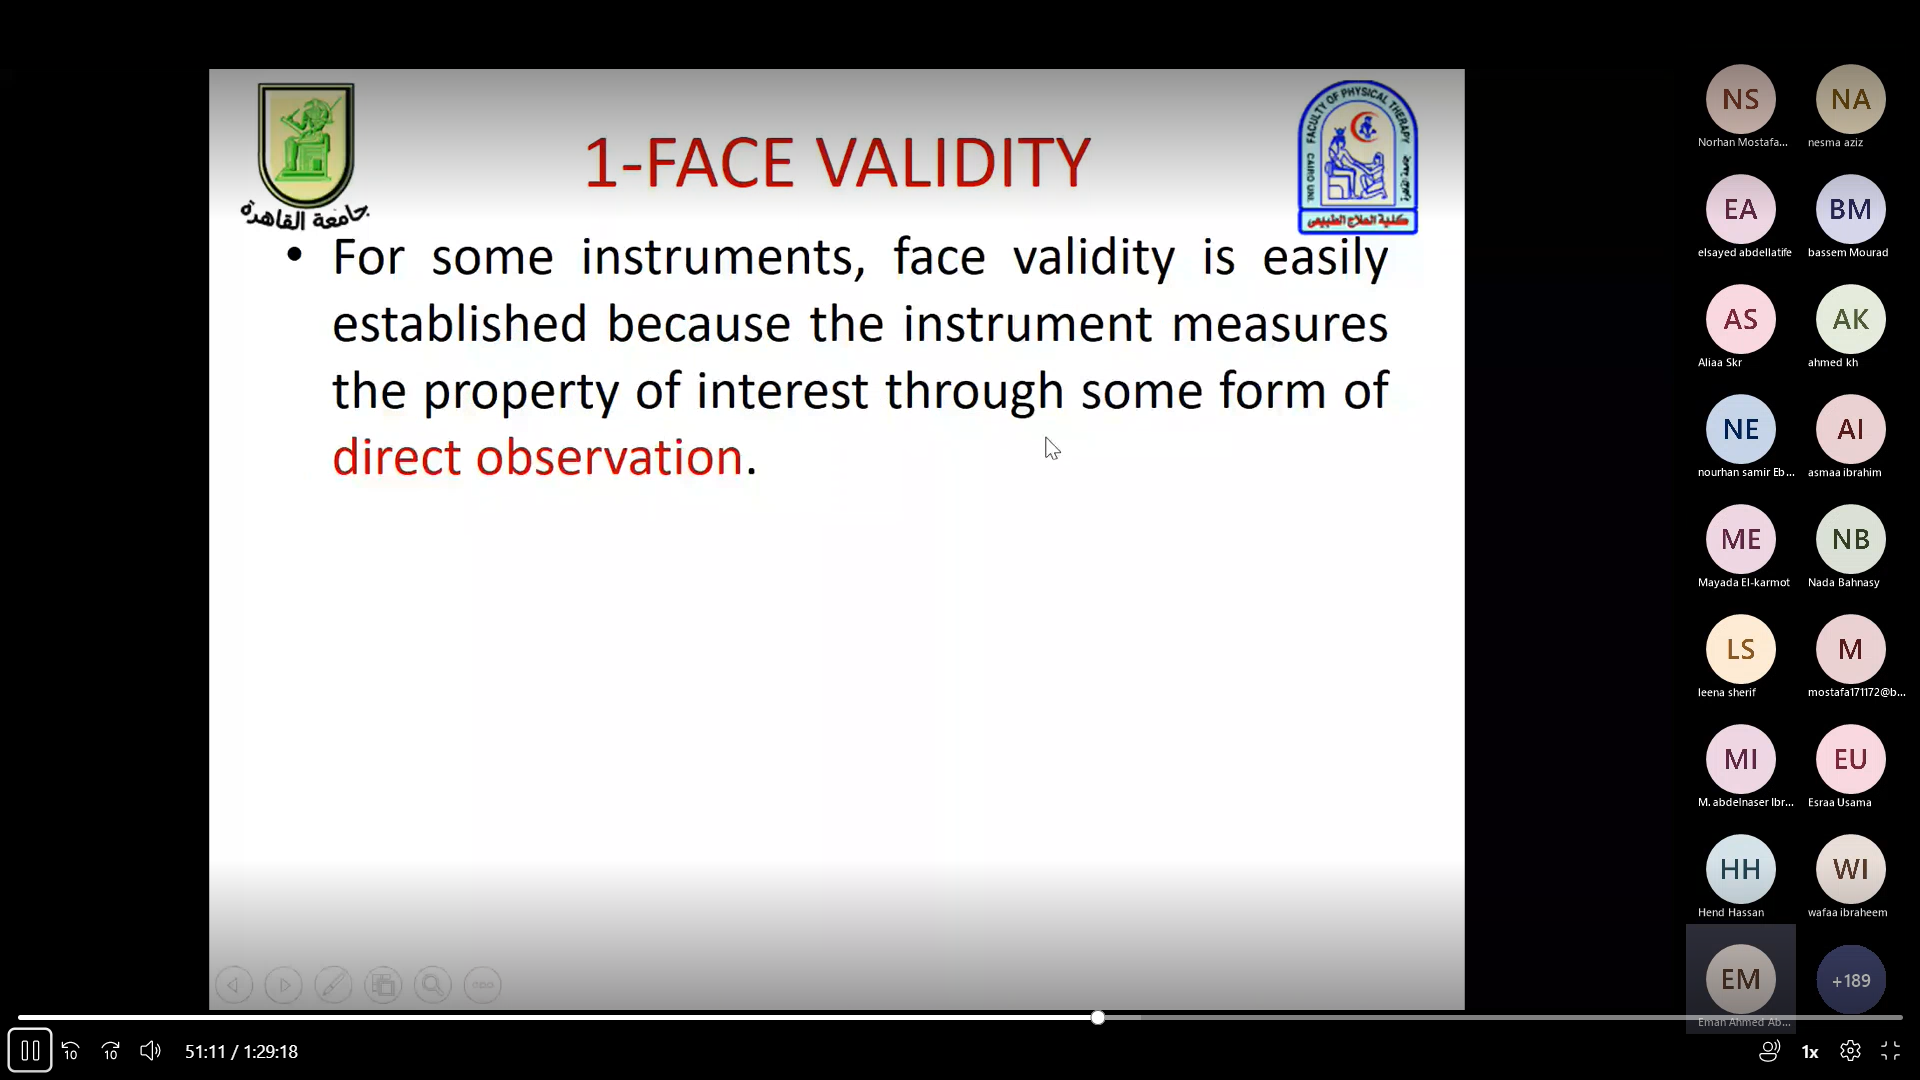 جامعة القاهرة
FACULTY OF PHYSICAL THERAPY
CAIRO UNI.
كلية العلاج الطبيعي
1-FACE VALIDITY
• For some instruments, face validity is easily
established because the instrument measures
the property of interest through some form of
direct observation.
NS
Norhan Mostafa...
NA
nesma aziz
EA
elsayed abdellatife
BM
bassem Mourad
AS
Aliaa Skr
AK
ahmed kh
NE
nourhan samir Eb...
AI
asmaa ibrahim
ME
Mayada El-karmot
NB
Nada Bahnasy
LS
leena sherif
M
mostafa171172@b...
MI
M. abdelnaser Ibr...
EU
Esraa Usama
HH
Hend Hassan
WI
wafaa ibraheem
EM
Eman Ahmed Ab...
+189
10
10
51:11 / 1:29:18
1x